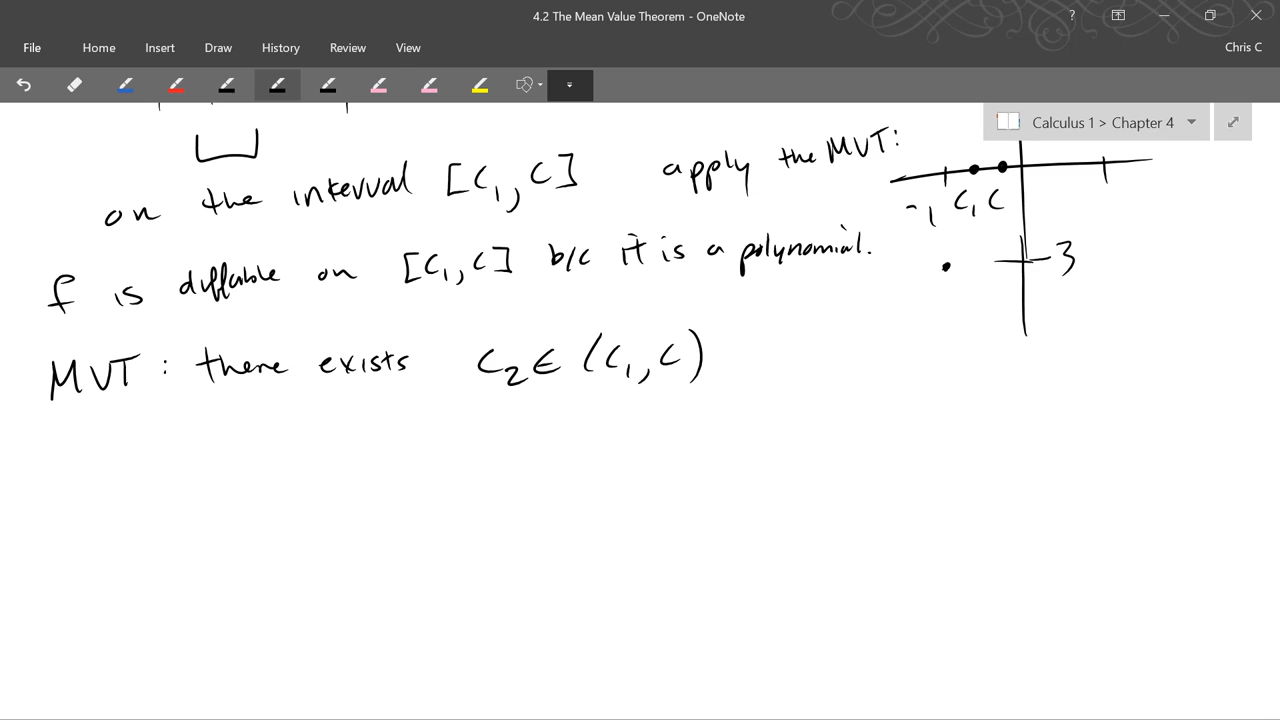 4.2 The Mean Value Theorem - OneNote
?
File Home Insert Draw History Review View
Chris C
Calculus 1 > Chapter 4
on the interval [C₁, C] apply the MVT:
-1 C₁ C
f is diffable on [C₁, C] b/c it is a polynomial.
-3
MVT: there exists C₂ ∈ (C₁, C)